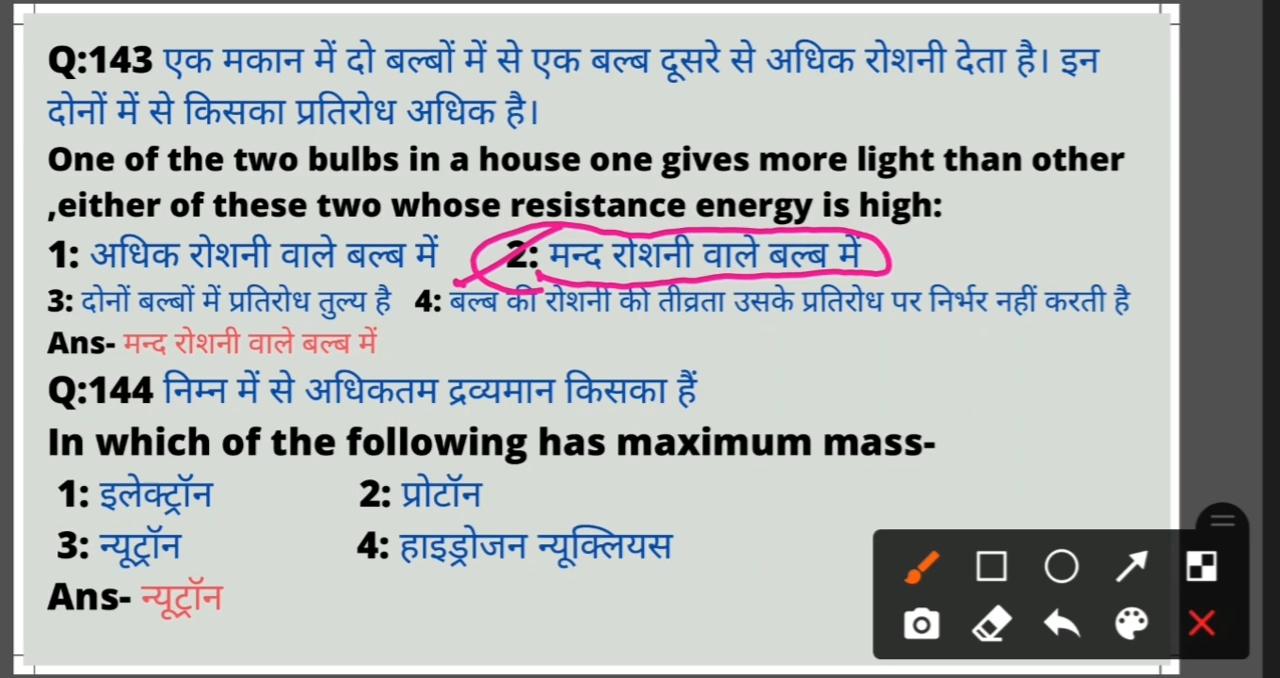 Q:143 एक मकान में दो बल्बों में से एक बल्ब दूसरे से अधिक रोशनी देता है। इन
दोनों में से किसका प्रतिरोध अधिक है।
One of the two bulbs in a house one gives more light than other
,either of these two whose resistance energy is high:
1: अधिक रोशनी वाले बल्ब में 2: मन्द रोशनी वाले बल्ब में
3: दोनों बल्बों में प्रतिरोध तुल्य है 4: बल्ब की रोशनी की तीव्रता उसके प्रतिरोध पर निर्भर नहीं करती है
Ans- मन्द रोशनी वाले बल्ब में
Q:144 निम्न में से अधिकतम द्रव्यमान किसका हैं
In which of the following has maximum mass-
1: इलेक्ट्रॉन 2: प्रोटॉन
3: न्यूट्रॉन 4: हाइड्रोजन न्यूक्लियस
Ans- न्यूट्रॉन